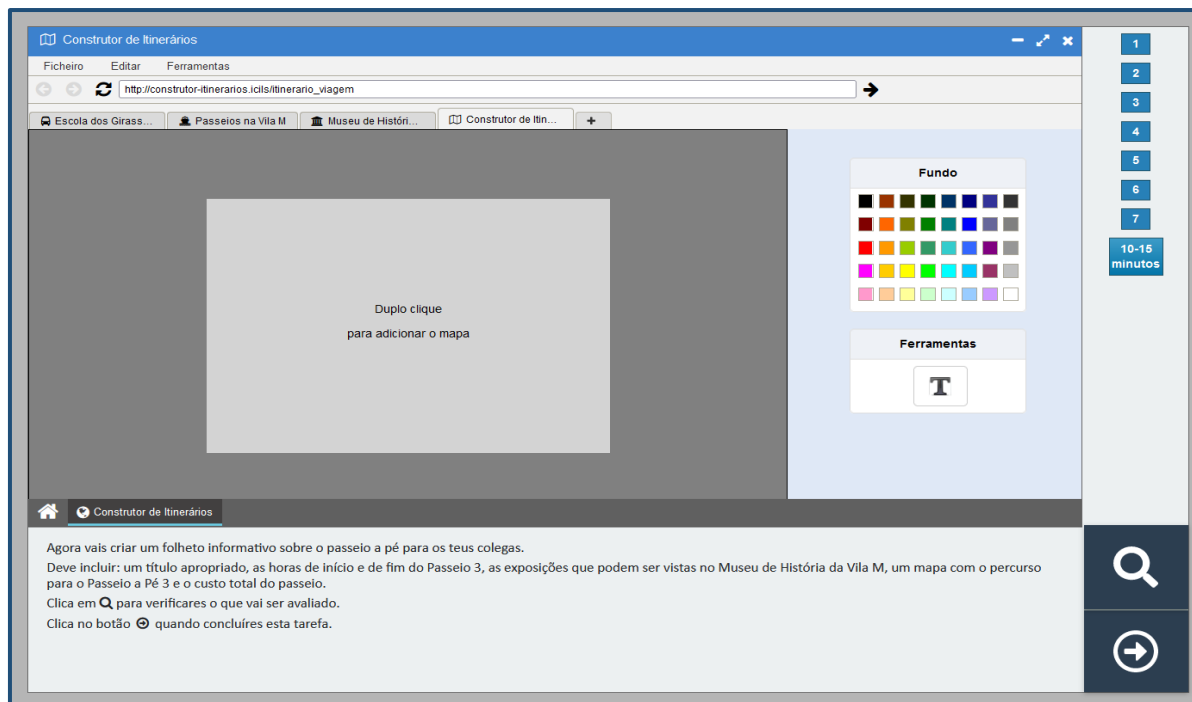 Construtor de Itinerários
Ficheiro Editar Ferramentas
http://construtor-itinerarios.icils/itinerario_viagem
Escola dos Girass... Passeios na Vila M Museu de Históri... Construtor de Itin... +
Duplo clique
para adicionar o mapa
Fundo
Ferramentas
T
Construtor de Itinerários
Agora vais criar um folheto informativo sobre o passeio a pé para os teus colegas.
Deve incluir: um título apropriado, as horas de início e de fim do Passeio 3, as exposições que podem ser vistas no Museu de História da Vila M, um mapa com o percurso
para o Passeio a Pé 3 e o custo total do passeio.
Clica em para verificares o que vai ser avaliado.
Clica no botão quando concluíres esta tarefa.
1
2
3
4
5
6
7
10-15
minutos